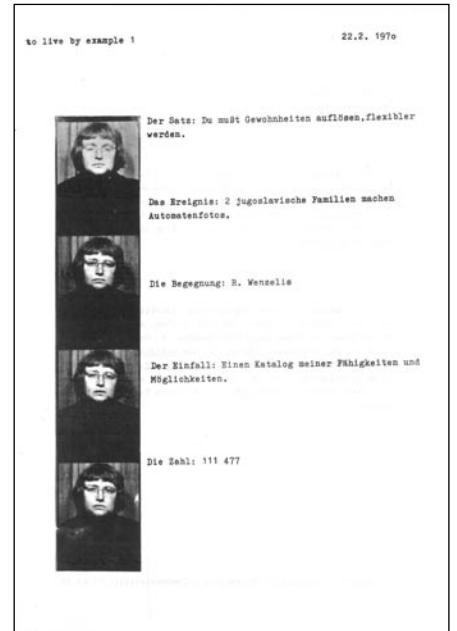 to live by example 1
22.2. 197o
Der Satz: Du mußt Gewohnheiten auflösen,flexibler
werden.
Das Ereignis: 2 jugoslavische Familien machen
Automatenfotos.
Die Begegnung: R. Wenzelis
Der Einfall: Einen Katalog meiner Fähigkeiten und
Möglichkeiten.
Die Zahl: 111 477